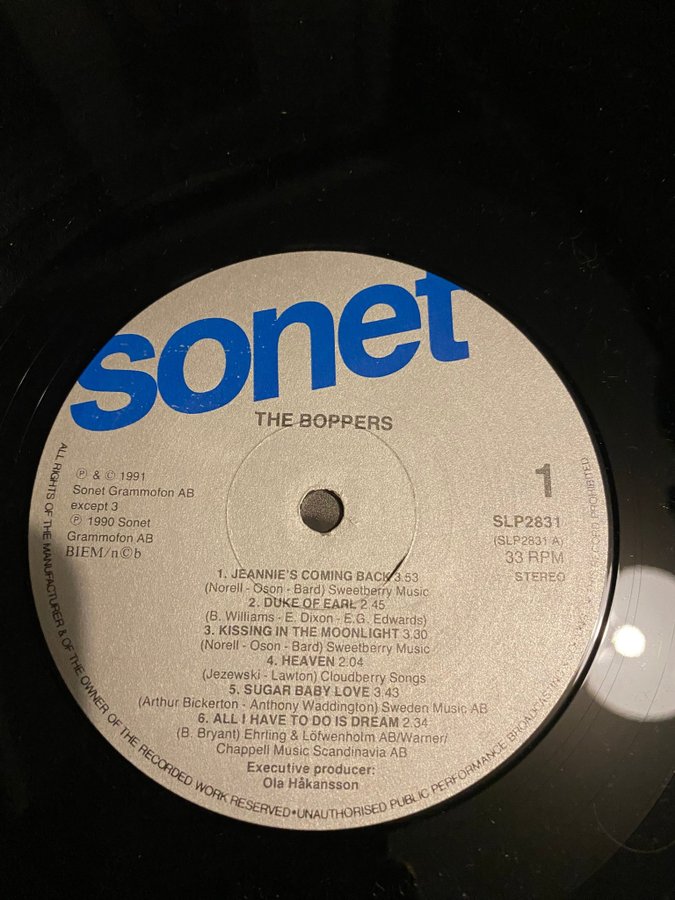 sonet
THE BOPPERS
℗ & © 1991
Sonet Grammofon AB
except 3
℗ 1990 Sonet
Grammofon AB
BIEM/n©b
1
SLP2831
(SLP2831 A)
33 RPM
STEREO
1. JEANNIE'S COMING BACK 3.53
(Norell - Oson - Bard) Sweetberry Music
2. DUKE OF EARL 2.45
(B. Williams - E. Dixon - E.G. Edwards)
3. KISSING IN THE MOONLIGHT 3.30
(Norell - Oson - Bard) Sweetberry Music
4. HEAVEN 2.04
(Jezewski - Lawton) Cloudberry Songs
5. SUGAR BABY LOVE 3.43
(Arthur Bickerton - Anthony Waddington) Sweden Music AB
6. ALL I HAVE TO DO IS DREAM 2.34
(B. Bryant) Ehrling & Löfwenholm AB/Warner/
Chappell Music Scandinavia AB
Executive producer:
Ola Håkansson
ALL RIGHTS OF THE MANUFACTURER & OF THE OWNER OF THE RECORDED WORK RESERVED•UNAUTHORISED PUBLIC PERFORMANCE BROADCASTING RECORD PROHIBITED